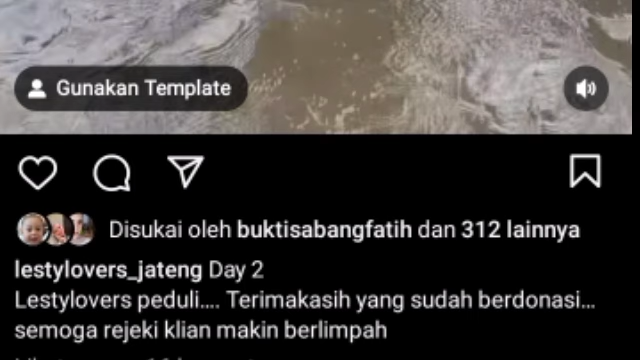 Gunakan Template
Disukai oleh buktisabangfatih dan 312 lainnya
lestylovers_jateng Day 2
Lestylovers peduli.... Terimakasih yang sudah berdonasi...
semoga rejeki klian makin berlimpah